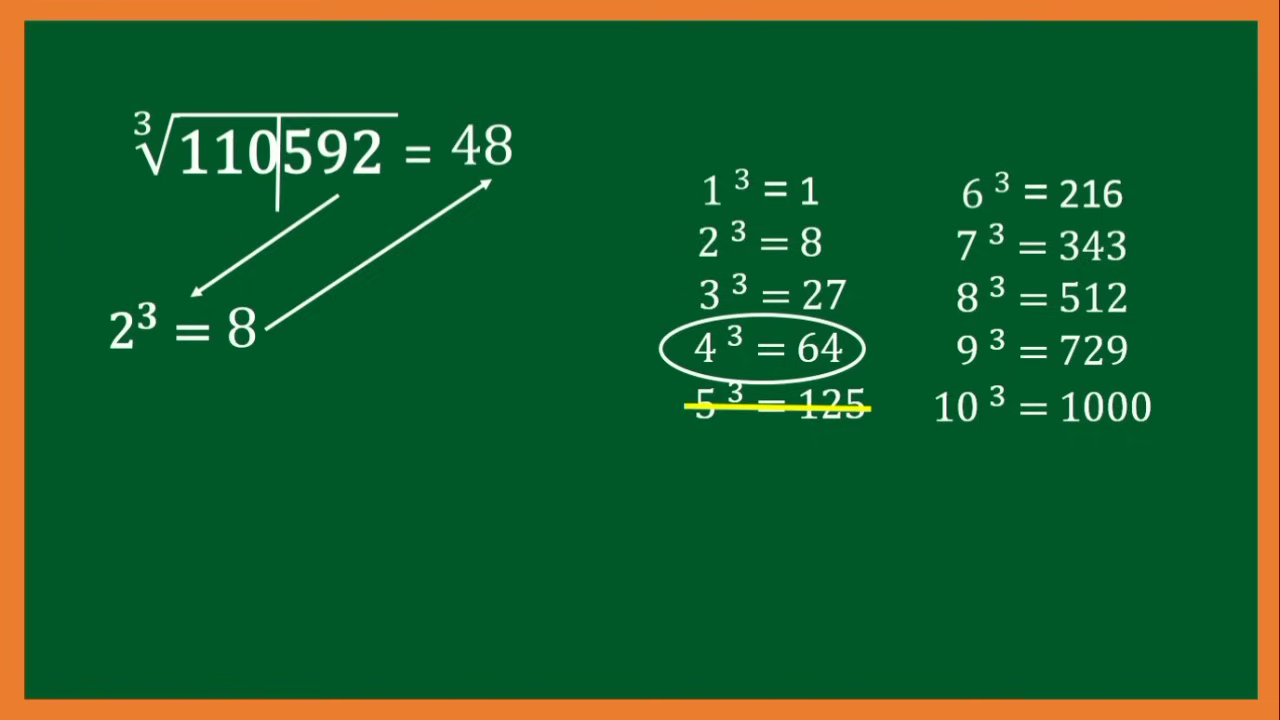 ∛110592 = 48
2³ = 8
1³ = 1
2³ = 8
3³ = 27
4³ = 64
5³ = 125
6³ = 216
7³ = 343
8³ = 512
9³ = 729
10³ = 1000